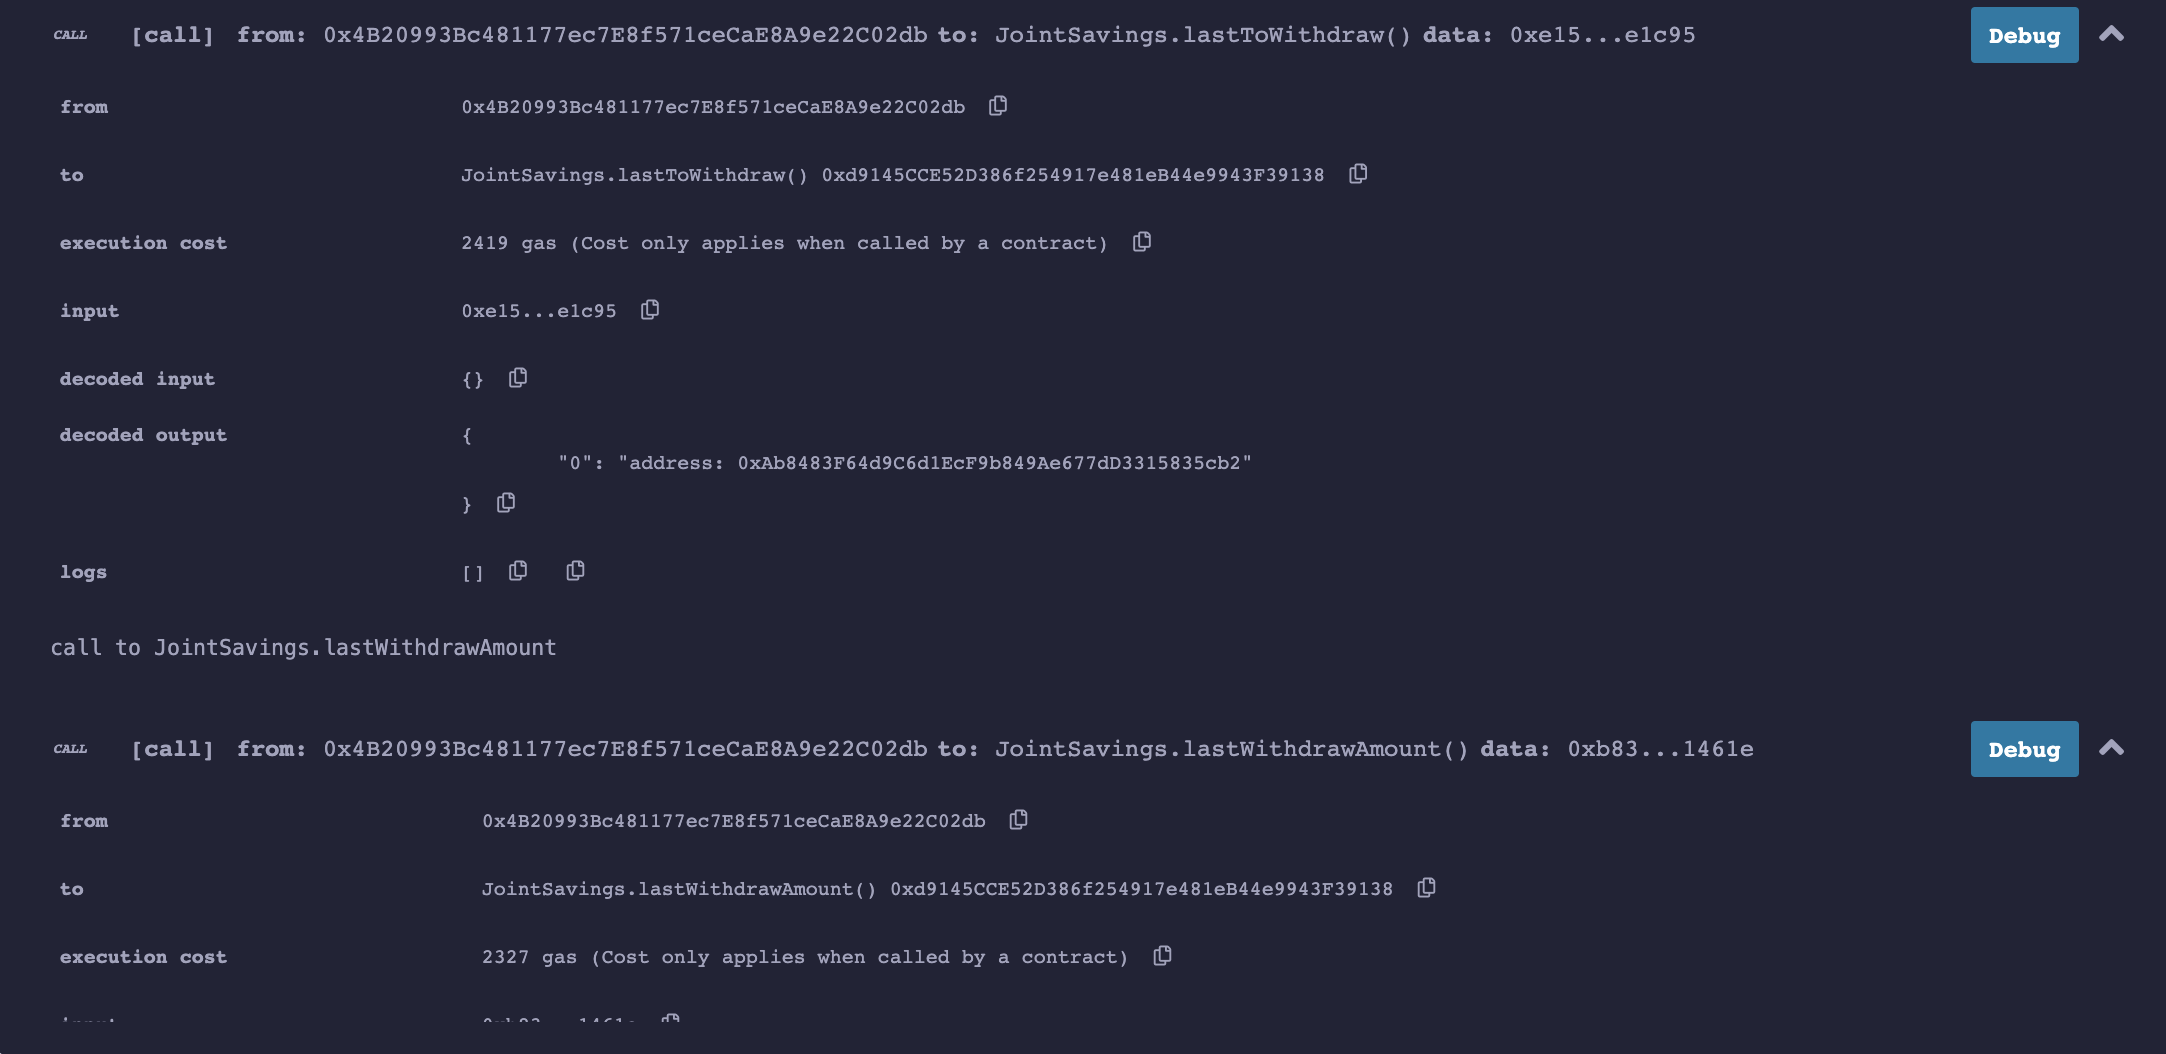 CALL [call] from: 0x4B20993Bc481177ec7E8f571ceCaE8A9e22C02db to: JointSavings.lastToWithdraw() data: 0xe15...e1c95 Debug
from 0x4B20993Bc481177ec7E8f571ceCaE8A9e22C02db
to JointSavings.lastToWithdraw() 0xd9145CCE52D386f254917e481eB44e9943F39138
execution cost 2419 gas (Cost only applies when called by a contract)
input 0xe15...e1c95
decoded input {}
decoded output {
"0": "address: 0xAb8483F64d9C6d1EcF9b849Ae677dD3315835cb2"
}
logs []
call to JointSavings.lastWithdrawAmount
CALL [call] from: 0x4B20993Bc481177ec7E8f571ceCaE8A9e22C02db to: JointSavings.lastWithdrawAmount() data: 0xb83...1461e Debug
from 0x4B20993Bc481177ec7E8f571ceCaE8A9e22C02db
to JointSavings.lastWithdrawAmount() 0xd9145CCE52D386f254917e481eB44e9943F39138
execution cost 2327 gas (Cost only applies when called by a contract)